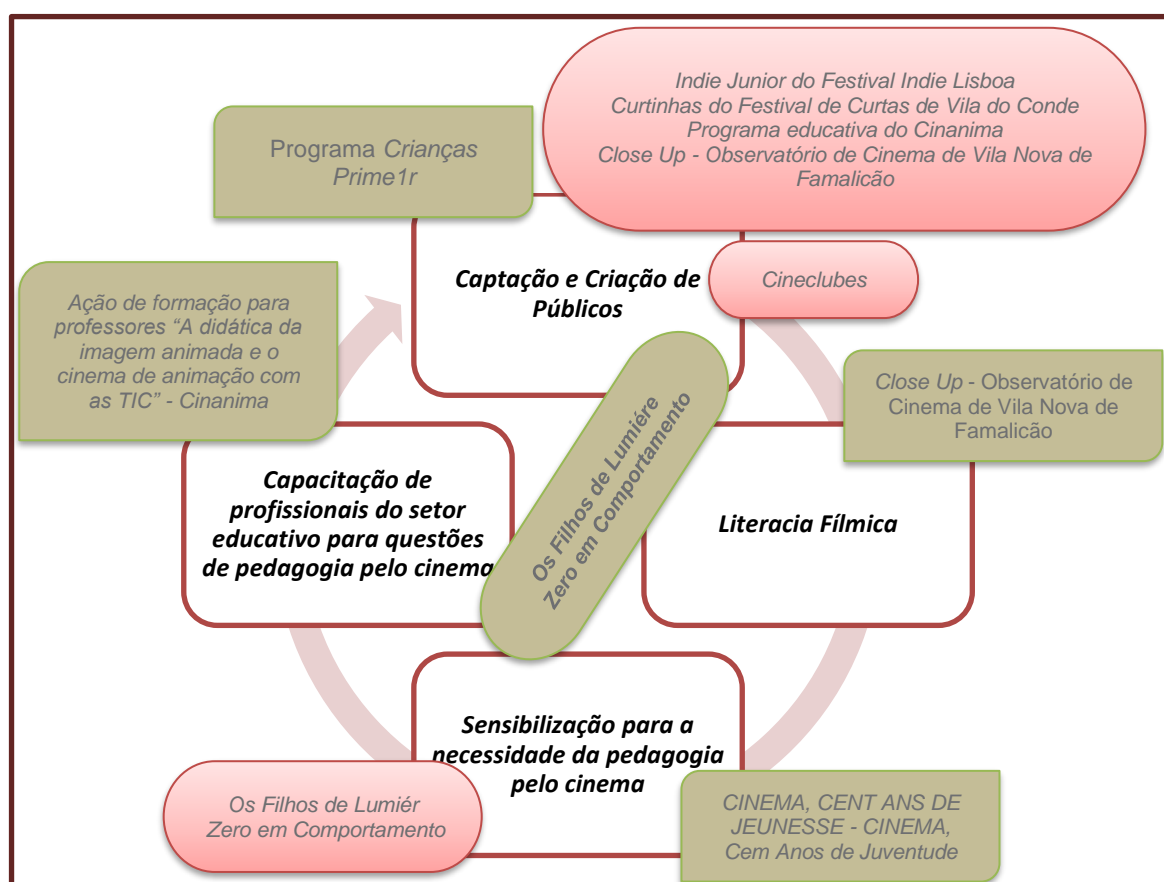 Indie Junior do Festival Indie Lisboa
Curtinhas do Festival de Curtas de Vila do Conde
Programa educativa do Cinanima
Close Up - Observatório de Cinema de Vila Nova de
Famalicão
Programa Crianças
Prime1r
Captação e Criação de
Públicos
Cineclubes
Ação de formação para
professores “A didática da
imagem animada e o
cinema de animação com
as TIC” - Cinanima
Close Up - Observatório de
Cinema de Vila Nova de
Famalicão
Os Filhos de Lumiére
Zero em Comportamento
Capacitação de
profissionais do setor
educativo para questões
de pedagogia pelo cinema
Literacia Fílmica
Sensibilização para a
necessidade da pedagogia
pelo cinema
Os Filhos de Lumiér
Zero em Comportamento
CINEMA, CENT ANS DE
JEUNESSE - CINEMA,
Cem Anos de Juventude